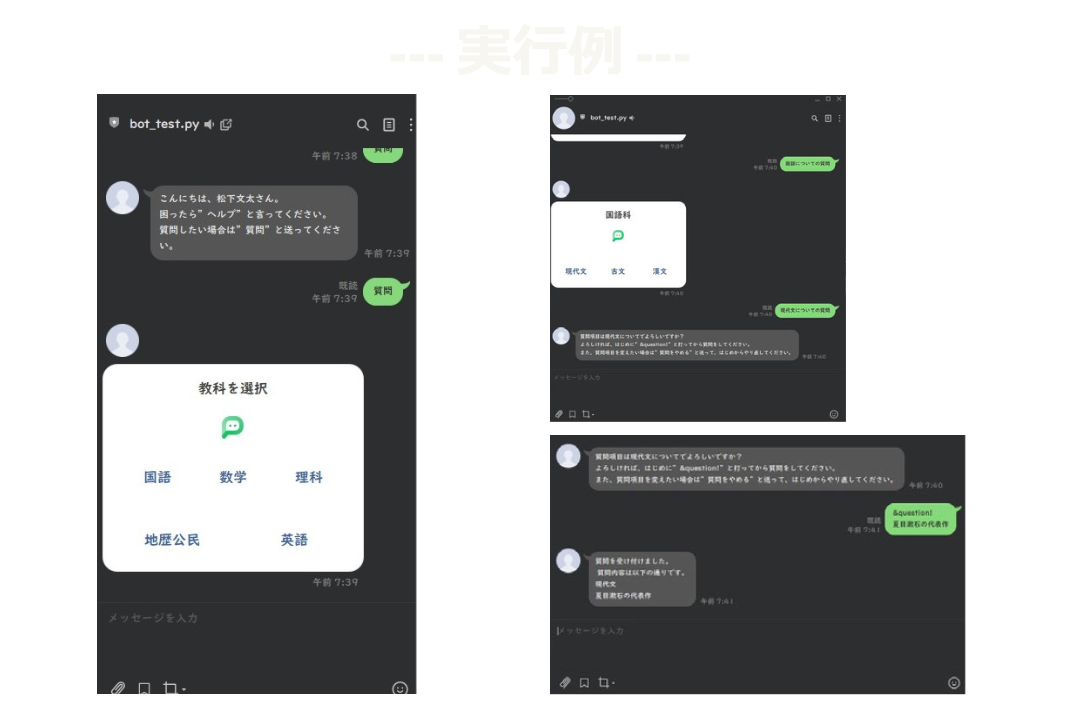 --- 実行例 ---
bot_test.py
質問
午前 7:38
こんにちは、松下文太さん。
困ったら”ヘルプ”と言ってください。
質問したい場合は”質問”と送ってくださ
い。
午前 7:39
既読
午前 7:39
質問
教科を選択
国語 数学 理科
地歴公民 英語
午前 7:39
メッセージを入力
bot_test.py
午前 7:39
既読
午前 7:40
国語についての質問
国語科
現代文 古文 漢文
午前 7:40
既読
午前 7:40
現代文についての質問
質問項目は現代文についてでよろしいですか？
よろしければ、はじめに”&question!”と打ってから質問をしてください。
また、質問項目を変えたい場合は”質問をやめる”と送って、はじめからやり直してください。
午前 7:40
メッセージを入力
質問項目は現代文についてでよろしいですか？
よろしければ、はじめに”&question!”と打ってから質問をしてください。
また、質問項目を変えたい場合は”質問をやめる”と送って、はじめからやり直してください。
午前 7:40
既読
午前 7:41
&question!
夏目漱石の代表作
質問を受け付けました。
質問内容は以下の通りです。
現代文
夏目漱石の代表作
午前 7:41
メッセージを入力